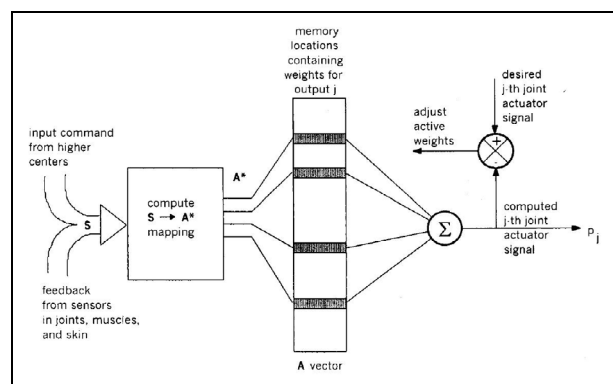 memory
locations
containing
weights for
output j
desired
j-th joint
actuator
signal
adjust
active
weights
+
-
input command
from higher
centers
S
compute
S → A*
mapping
A*
Σ
computed
j-th joint
actuator
signal
P j
feedback
from sensors
in joints, muscles,
and skin
A vector